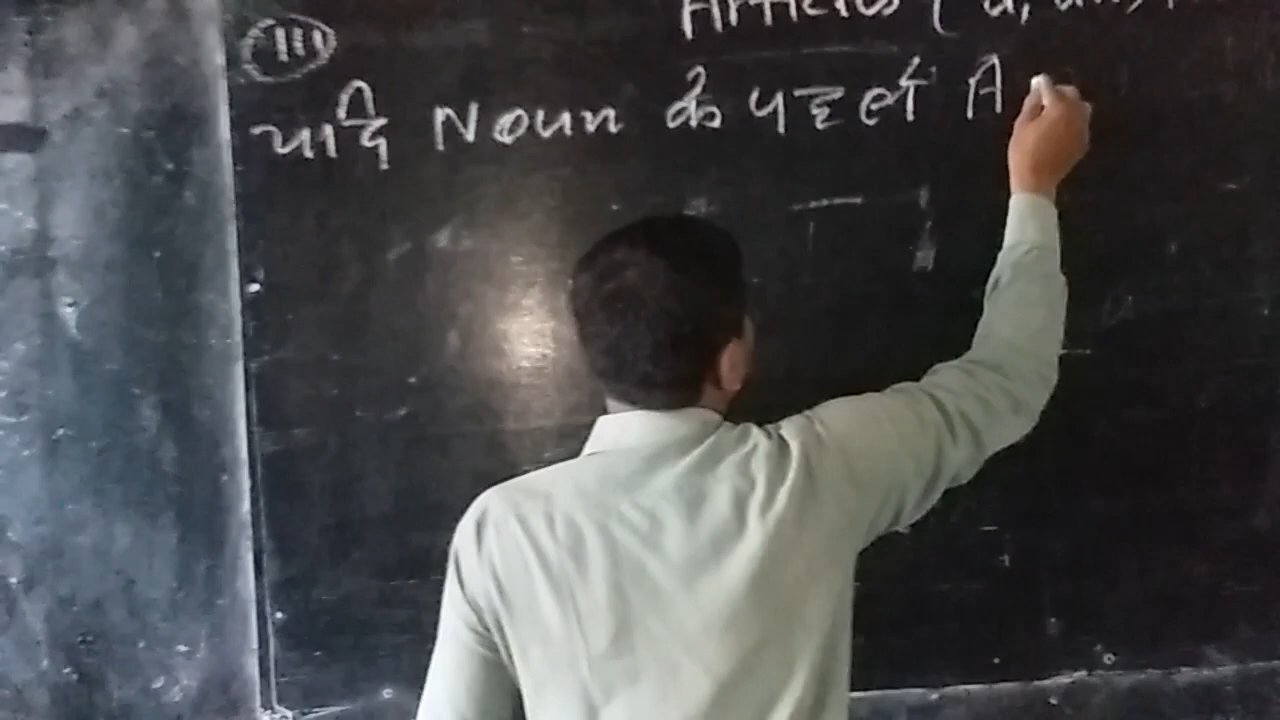 Articles ( a, an,
(III)
यदि Noun के पहले A